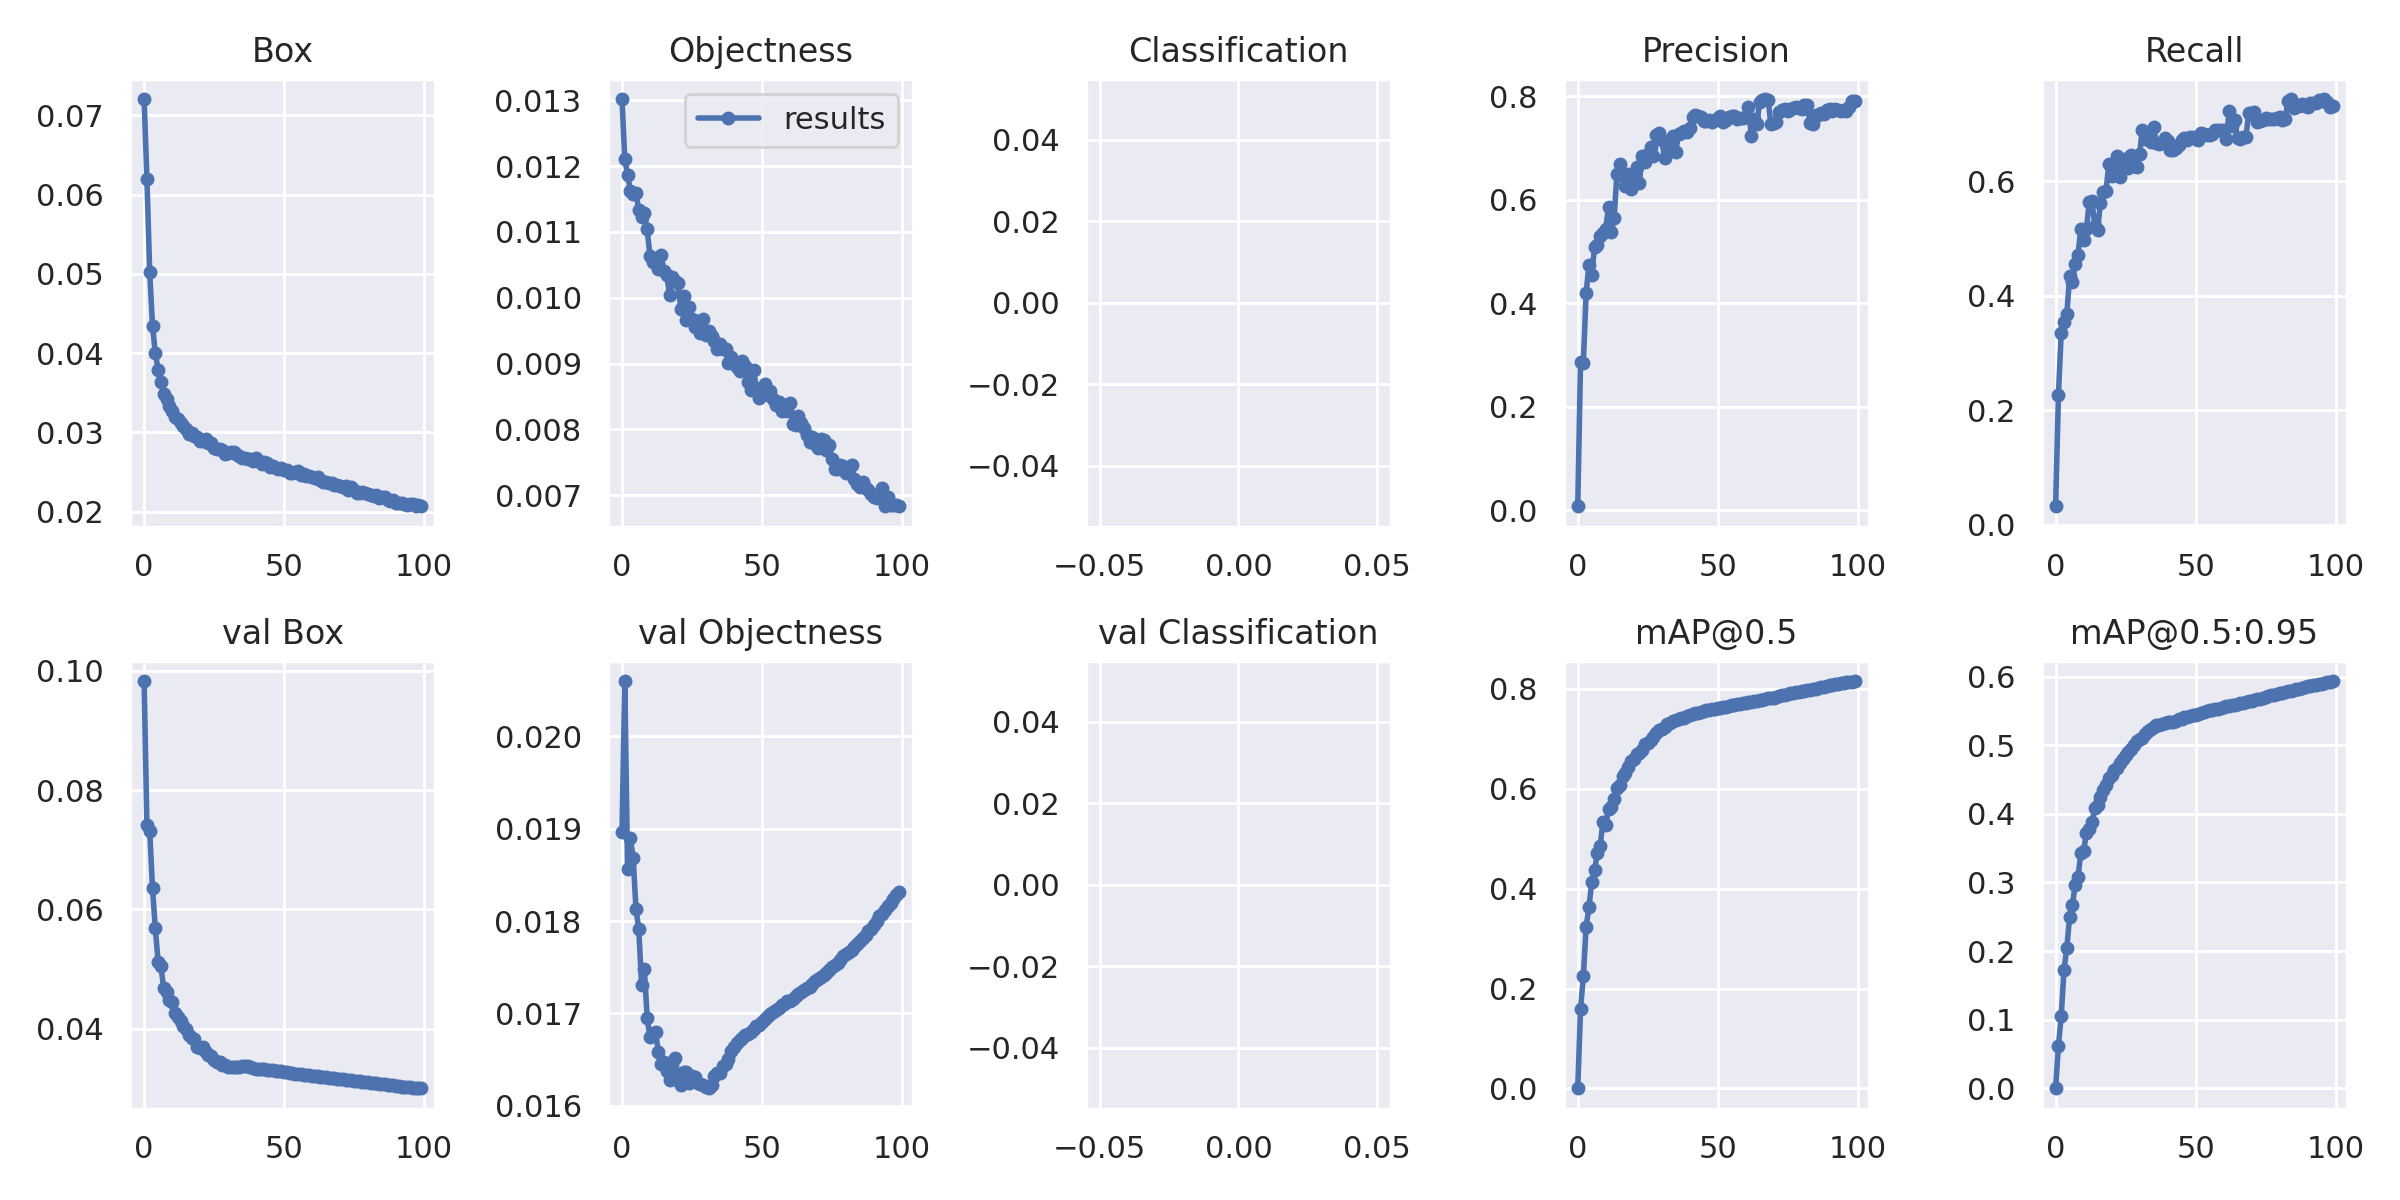 Box
0.07
0.06
0.05
0.04
0.03
0.02
0 50 100
Objectness
results
0.013
0.012
0.011
0.010
0.009
0.008
0.007
0 50 100
Classification
0.04
0.02
0.00
−0.02
−0.04
−0.05 0.00 0.05
Precision
0.8
0.6
0.4
0.2
0.0
0 50 100
Recall
0.6
0.4
0.2
0.0
0 50 100
val Box
0.10
0.08
0.06
0.04
0 50 100
val Objectness
0.020
0.019
0.018
0.017
0.016
0 50 100
val Classification
0.04
0.02
0.00
−0.02
−0.04
−0.05 0.00 0.05
mAP@0.5
0.8
0.6
0.4
0.2
0.0
0 50 100
mAP@0.5:0.95
0.6
0.5
0.4
0.3
0.2
0.1
0.0
0 50 100